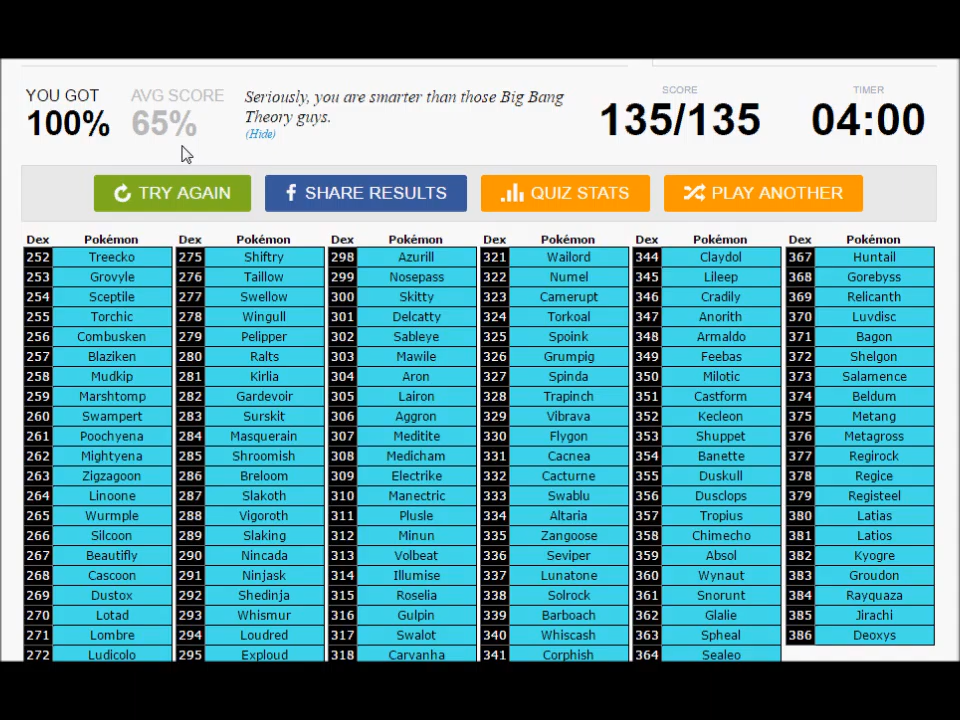 YOU GOT AVG SCORE Seriously, you are smarter than those Big Bang SCORE TIMER
100% 65% Theory guys. 135/135 04:00
(Hide)
TRY AGAIN SHARE RESULTS QUIZ STATS PLAY ANOTHER
Dex Pokémon Dex Pokémon Dex Pokémon Dex Pokémon Dex Pokémon Dex Pokémon
252 Treecko 275 Shiftry 298 Azurill 321 Wailord 344 Claydol 367 Huntail
253 Grovyle 276 Taillow 299 Nosepass 322 Numel 345 Lileep 368 Gorebyss
254 Sceptile 277 Swellow 300 Skitty 323 Camerupt 346 Cradily 369 Relicanth
255 Torchic 278 Wingull 301 Delcatty 324 Torkoal 347 Anorith 370 Luvdisc
256 Combusken 279 Pelipper 302 Sableye 325 Spoink 348 Armaldo 371 Bagon
257 Blaziken 280 Ralts 303 Mawile 326 Grumpig 349 Feebas 372 Shelgon
258 Mudkip 281 Kirlia 304 Aron 327 Spinda 350 Milotic 373 Salamence
259 Marshtomp 282 Gardevoir 305 Lairon 328 Trapinch 351 Castform 374 Beldum
260 Swampert 283 Surskit 306 Aggron 329 Vibrava 352 Kecleon 375 Metang
261 Poochyena 284 Masquerain 307 Meditite 330 Flygon 353 Shuppet 376 Metagross
262 Mightyena 285 Shroomish 308 Medicham 331 Cacnea 354 Banette 377 Regirock
263 Zigzagoon 286 Breloom 309 Electrike 332 Cacturne 355 Duskull 378 Regice
264 Linoone 287 Slakoth 310 Manectric 333 Swablu 356 Dusclops 379 Registeel
265 Wurmple 288 Vigoroth 311 Plusle 334 Altaria 357 Tropius 380 Latias
266 Silcoon 289 Slaking 312 Minun 335 Zangoose 358 Chimecho 381 Latios
267 Beautifly 290 Nincada 313 Volbeat 336 Seviper 359 Absol 382 Kyogre
268 Cascoon 291 Ninjask 314 Illumise 337 Lunatone 360 Wynaut 383 Groudon
269 Dustox 292 Shedinja 315 Roselia 338 Solrock 361 Snorunt 384 Rayquaza
270 Lotad 293 Whismur 316 Gulpin 339 Barboach 362 Glalie 385 Jirachi
271 Lombre 294 Loudred 317 Swalot 340 Whiscash 363 Spheal 386 Deoxys
272 Ludicolo 295 Exploud 318 Carvanha 341 Corphish 364 Sealeo